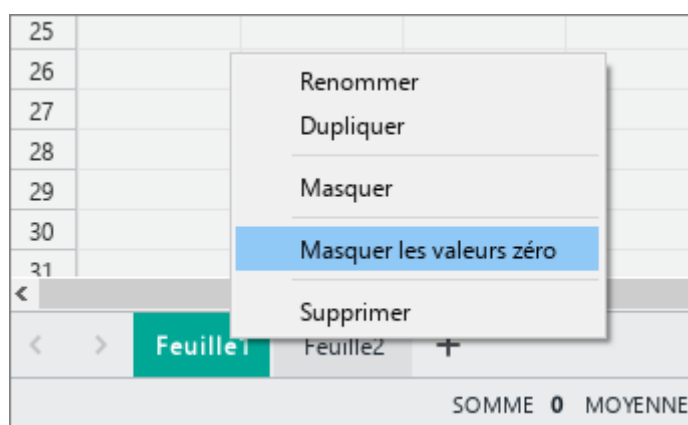 25
26
27
28
29
30
31
Renommer
Dupliquer
Masquer
Masquer les valeurs zéro
Supprimer
< > Feuille1 Feuille2 +
SOMME 0 MOYENNE